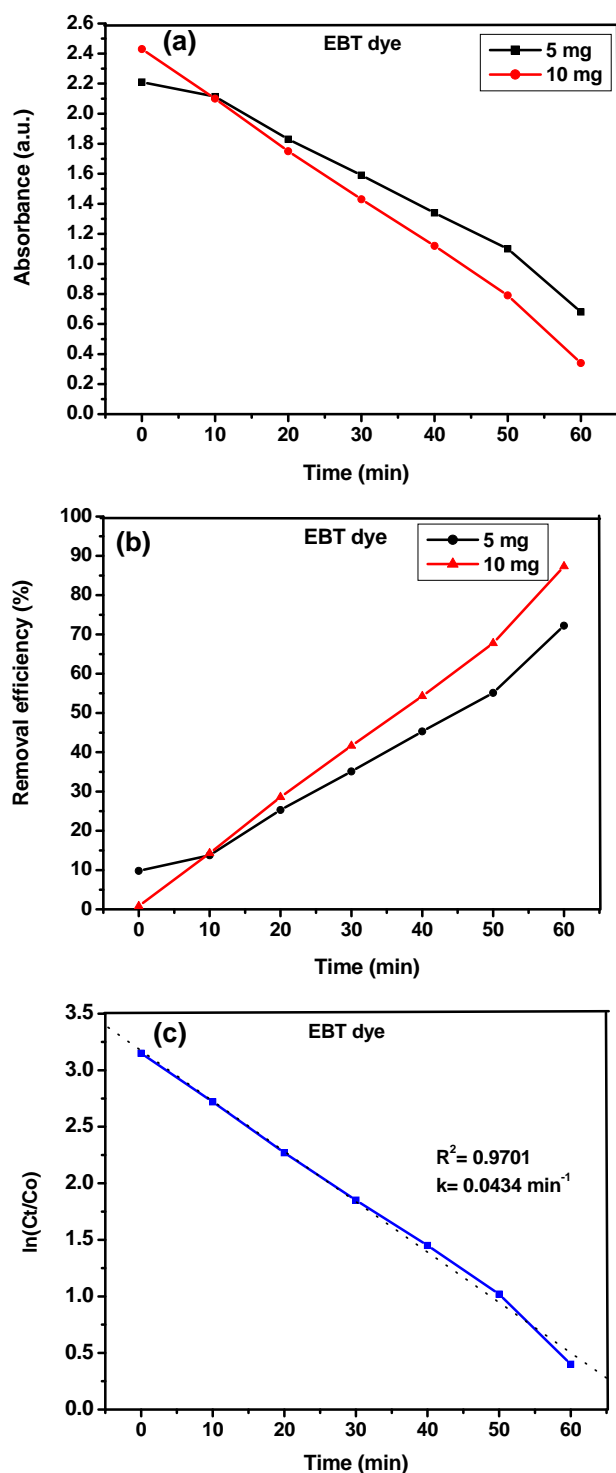 (a)
EBT dye
5 mg
10 mg
Absorbance (a.u.)
2.6
2.4
2.2
2.0
1.8
1.6
1.4
1.2
1.0
0.8
0.6
0.4
0.2
0.0
0 10 20 30 40 50 60
Time (min)
(b)
EBT dye
5 mg
10 mg
Removal efficiency (%)
100
90
80
70
60
50
40
30
20
10
0
0 10 20 30 40 50 60
Time (min)
(c)
EBT dye
ln(Ct/Co)
3.5
3.0
2.5
2.0
1.5
1.0
0.5
0.0
R²= 0.9701
k= 0.0434 min⁻¹
0 10 20 30 40 50 60
Time (min)